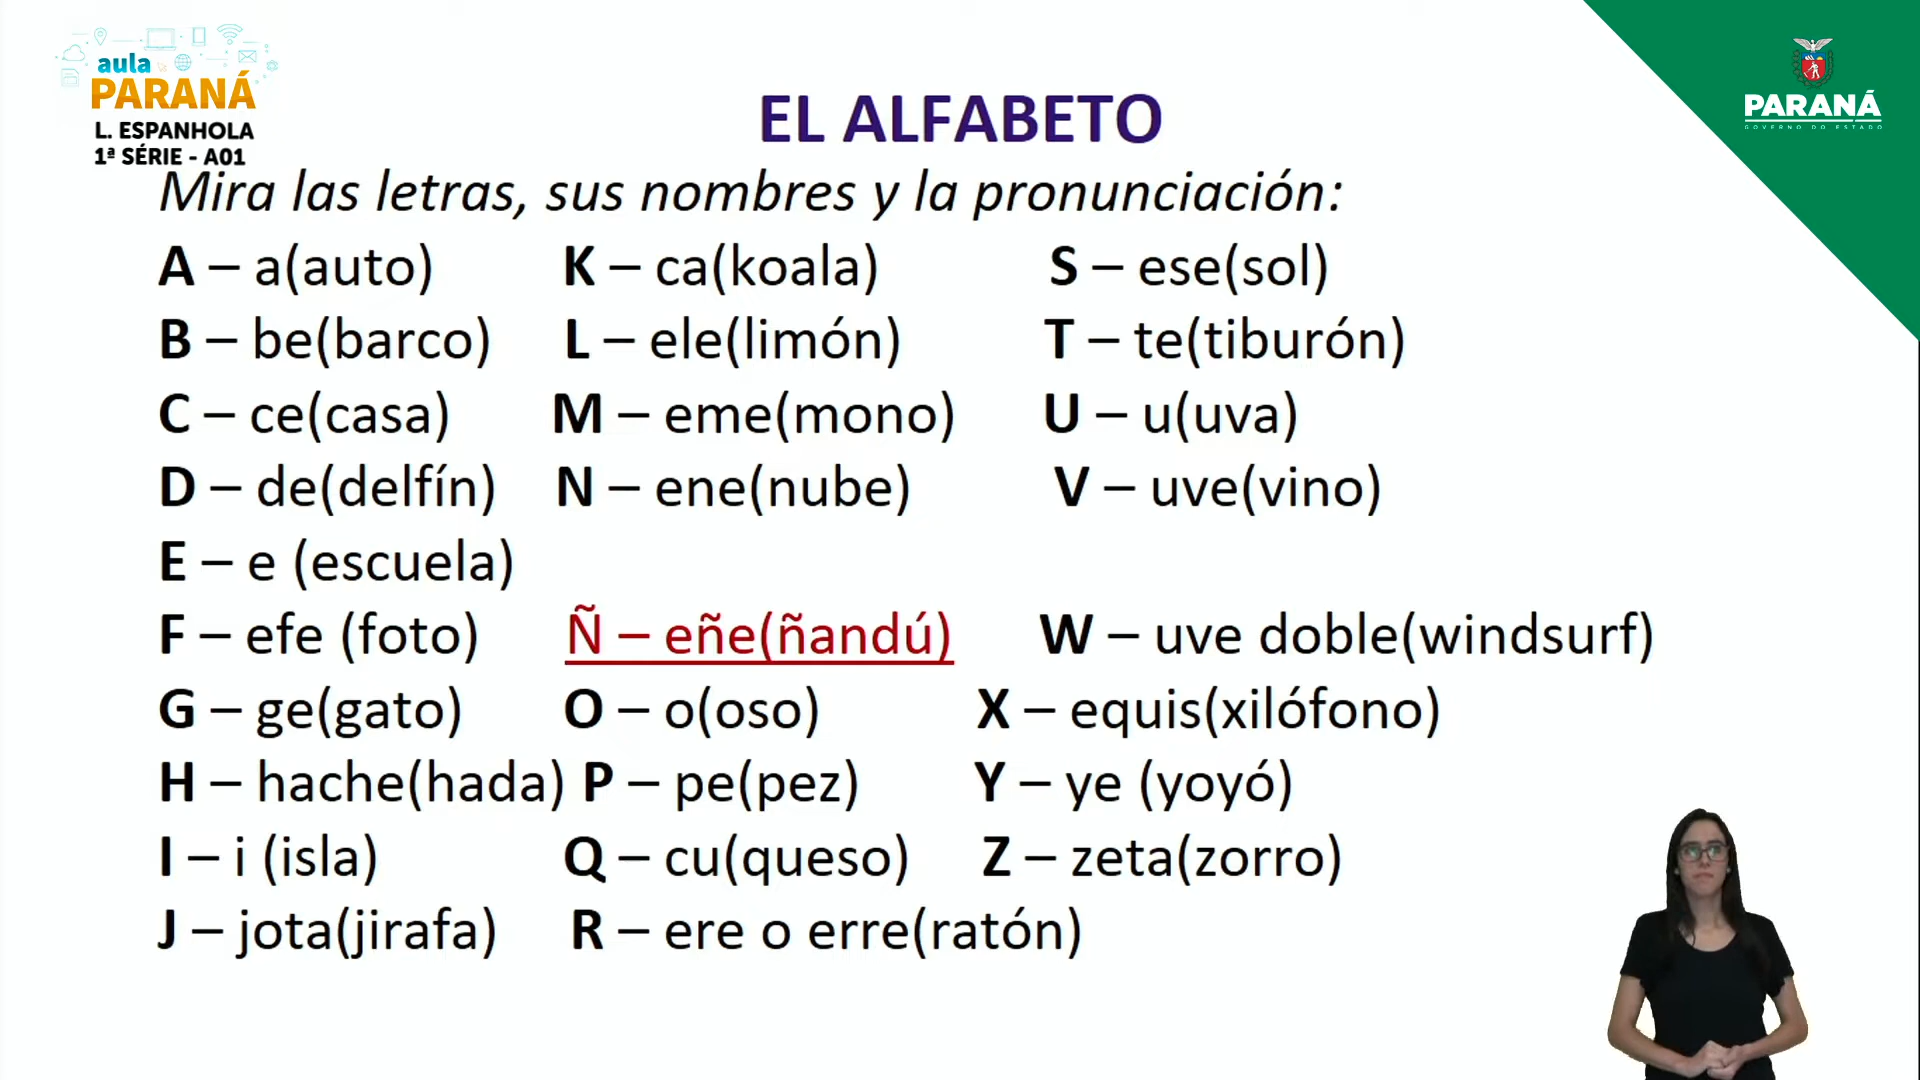 aula
PARANÁ
L. ESPANHOLA
1ª SÉRIE - A01
PARANÁ
GOVERNO DO ESTADO
EL ALFABETO
Mira las letras, sus nombres y la pronunciación:
A – a(auto) K – ca(koala) S – ese(sol)
B – be(barco) L – ele(limón) T – te(tiburón)
C – ce(casa) M – eme(mono) U – u(uva)
D – de(delfín) N – ene(nube) V – uve(vino)
E – e (escuela)
F – efe (foto) Ñ – eñe(ñandú) W – uve doble(windsurf)
G – ge(gato) O – o(oso) X – equis(xilófono)
H – hache(hada) P – pe(pez) Y – ye (yoyó)
I – i (isla) Q – cu(queso) Z – zeta(zorro)
J – jota(jirafa) R – ere o erre(ratón)